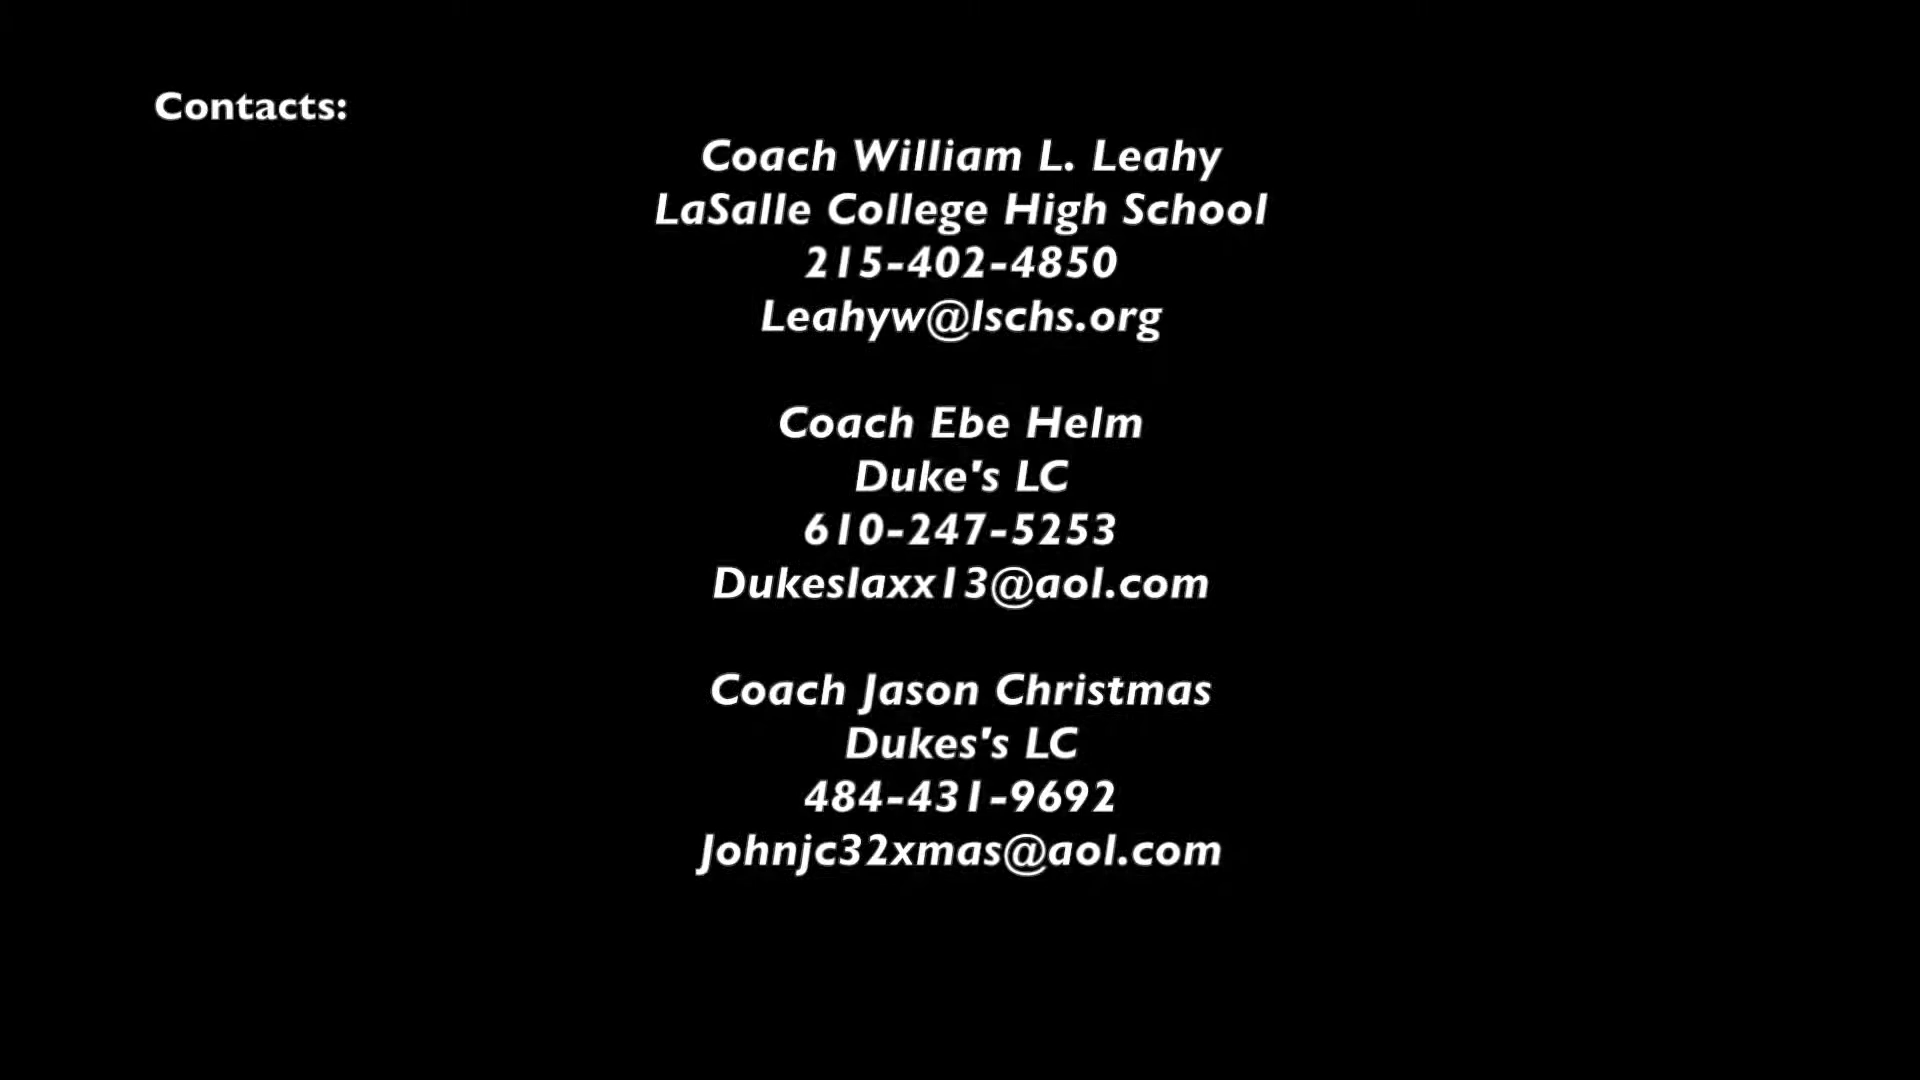 Contacts:
Coach William L. Leahy
LaSalle College High School
215-402-4850
Leahyw@lschs.org
Coach Ebe Helm
Duke's LC
610-247-5253
Dukeslaxx13@aol.com
Coach Jason Christmas
Dukes's LC
484-431-9692
Johnjc32xmas@aol.com